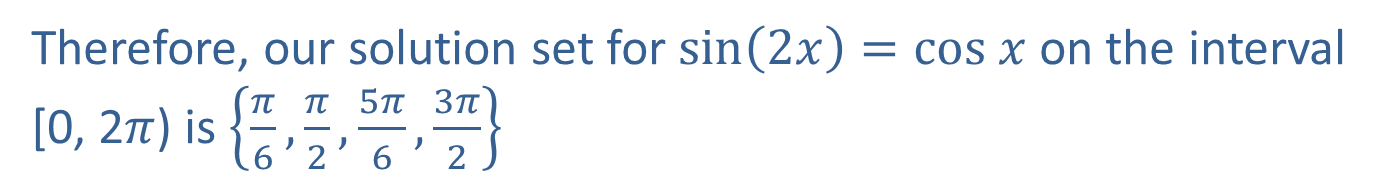 Therefore, our solution set for sin(2x) = cos x on the interval
[0, 2π) is {π/6, π/2, 5π/6, 3π/2}